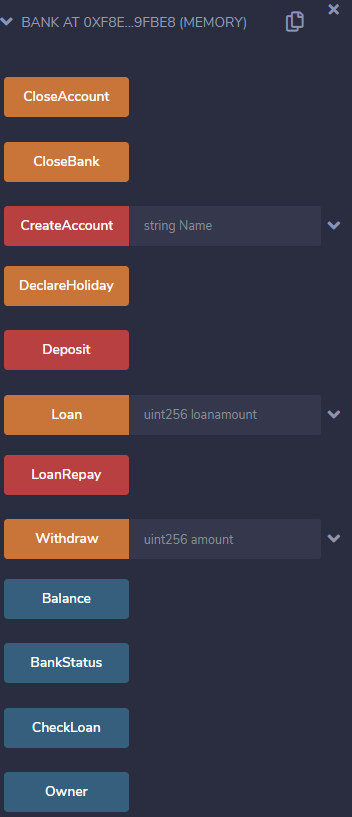 BANK AT 0XF8E...9FBE8 (MEMORY)
CloseAccount
CloseBank
CreateAccount string Name
DeclareHoliday
Deposit
Loan uint256 loanamount
LoanRepay
Withdraw uint256 amount
Balance
BankStatus
CheckLoan
Owner